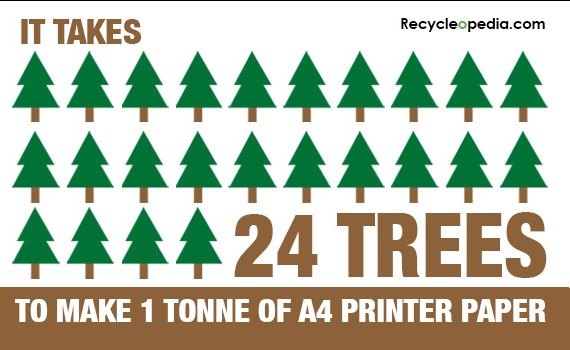 IT TAKES
Recycleopedia.com
24 TREES
TO MAKE 1 TONNE OF A4 PRINTER PAPER